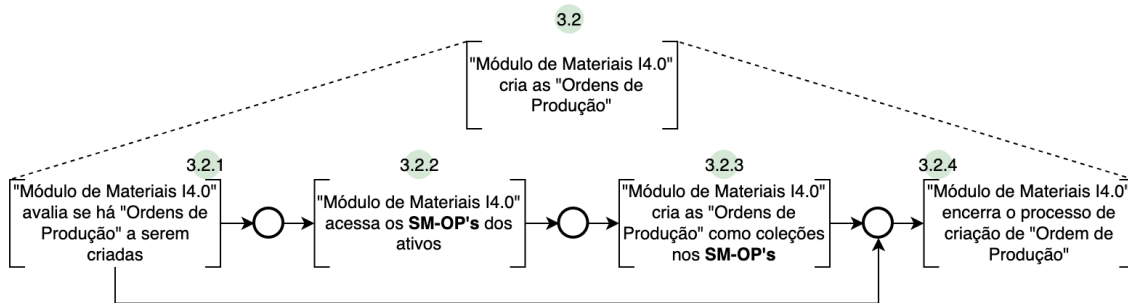 3.2
"Módulo de Materiais I4.0"
cria as "Ordens de
Produção"
3.2.1
"Módulo de Materiais I4.0"
avalia se há "Ordens de
Produção" a serem
criadas
3.2.2
"Módulo de Materiais I4.0"
acessa os SM-OP's dos
ativos
3.2.3
"Módulo de Materiais I4.0"
cria as "Ordens de
Produção" como coleções
nos SM-OP's
3.2.4
"Módulo de Materiais I4.0"
encerra o processo de
criação de "Ordem de
Produção"